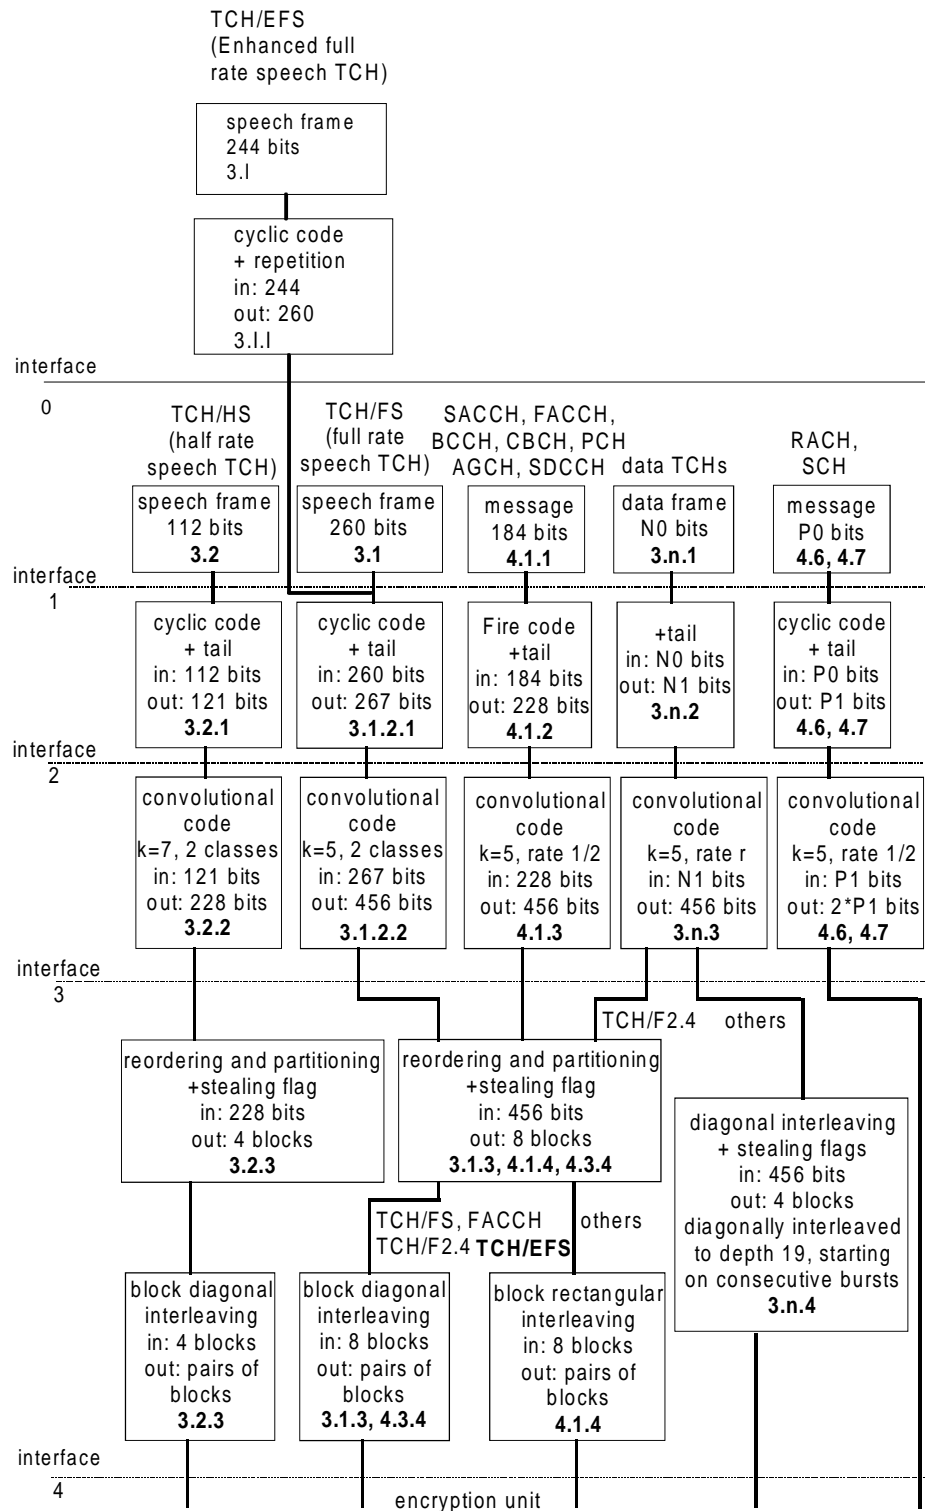 TCH/EFS
(Enhanced full
rate speech TCH)
speech frame
244 bits
3.I
cyclic code
+ repetition
in: 244
out: 260
3.I.I
interface
0
TCH/HS
(half rate
speech TCH)
TCH/FS
(full rate
speech TCH)
SACCH, FACCH,
BCCH, CBCH, PCH
AGCH, SDCCH
data TCHs
RACH,
SCH
speech frame
112 bits
3.2
speech frame
260 bits
3.1
message
184 bits
4.1.1
data frame
N0 bits
3.n.1
message
P0 bits
4.6, 4.7
interface
1
cyclic code
+ tail
in: 112 bits
out: 121 bits
3.2.1
cyclic code
+ tail
in: 260 bits
out: 267 bits
3.1.2.1
Fire code
+tail
in: 184 bits
out: 228 bits
4.1.2
+tail
in: N0 bits
out: N1 bits
3.n.2
cyclic code
+ tail
in: P0 bits
out: P1 bits
4.6, 4.7
interface
2
convolutional
code
k=7, 2 classes
in: 121 bits
out: 228 bits
3.2.2
convolutional
code
k=5, 2 classes
in: 267 bits
out: 456 bits
3.1.2.2
convolutional
code
k=5, rate 1/2
in: 228 bits
out: 456 bits
4.1.3
convolutional
code
k=5, rate r
in: N1 bits
out: 456 bits
3.n.3
convolutional
code
k=5, rate 1/2
in: P1 bits
out: 2*P1 bits
4.6, 4.7
interface
3
TCH/F2.4
others
reordering and partitioning
+stealing flag
in: 228 bits
out: 4 blocks
3.2.3
reordering and partitioning
+stealing flag
in: 456 bits
out: 8 blocks
3.1.3, 4.1.4, 4.3.4
diagonal interleaving
+ stealing flags
in: 456 bits
out: 4 blocks
diagonally interleaved
to depth 19, starting
on consecutive bursts
3.n.4
TCH/FS, FACCH
TCH/F2.4 TCH/EFS
others
block diagonal
interleaving
in: 4 blocks
out: pairs of
blocks
3.2.3
block diagonal
interleaving
in: 8 blocks
out: pairs of
blocks
3.1.3, 4.3.4
block rectangular
interleaving
in: 8 blocks
out: pairs of
blocks
4.1.4
interface
4
encryption unit